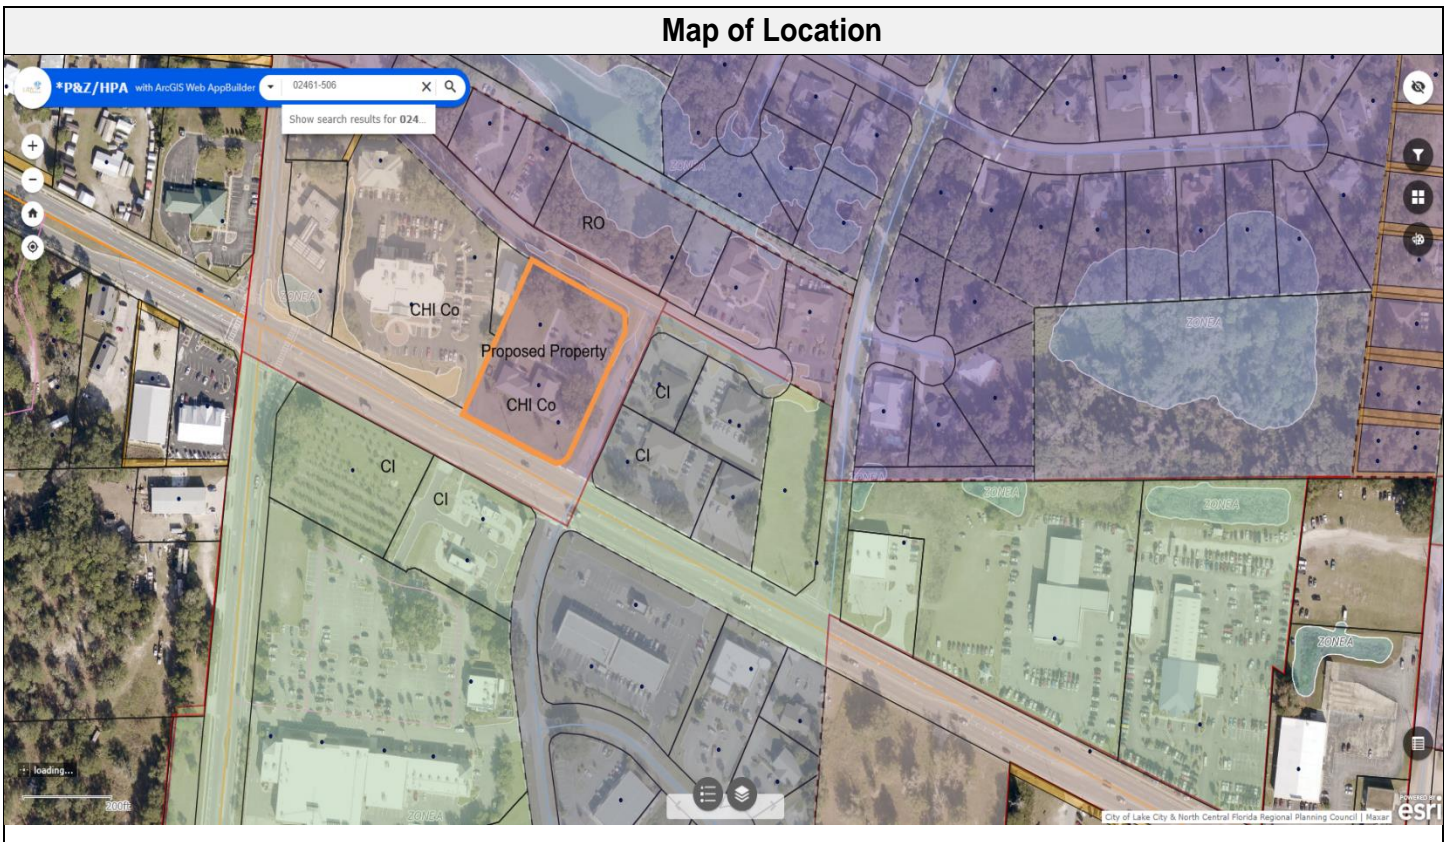 Map of Location
*P&Z/HPA with ArcGIS Web AppBuilder
02461-506
Show search results for 024...
ZONEA
RO
ZONEA
ZONEA
CHI Co
Proposed Property
CHI Co
CI
CI
CI
CI
ZONEA
ZONEA
ZONEA
ZONEA
loading...
200ft
ZONEA
City of Lake City & North Central Florida Regional Planning Council | Maxar
POWERED BY
esri